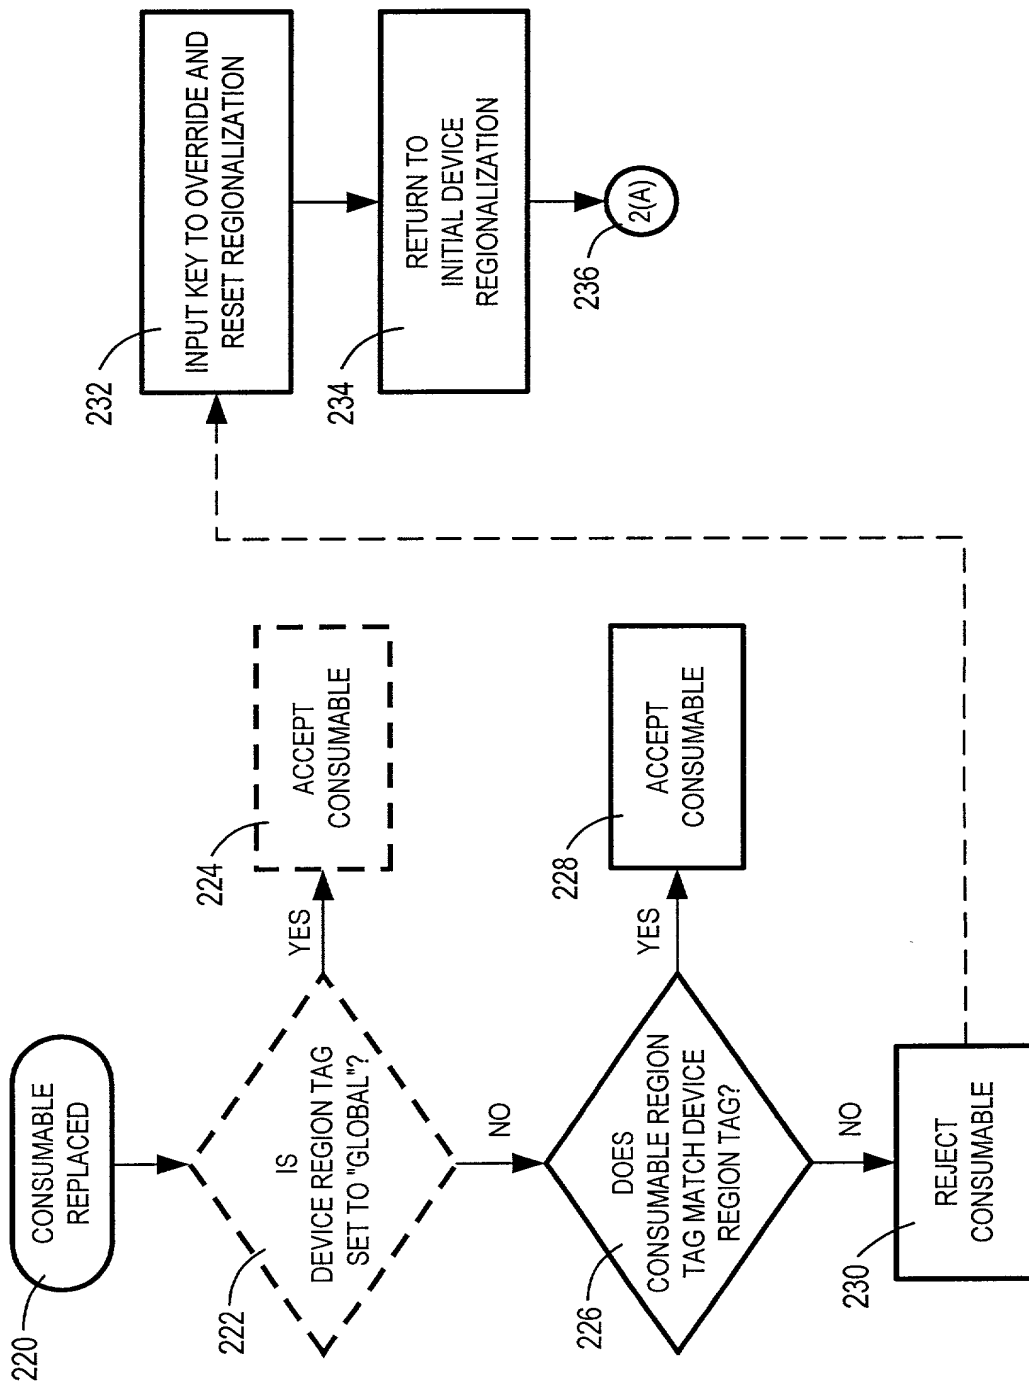 CONSUMABLE
REPLACED
220
IS
DEVICE REGION TAG
SET TO "GLOBAL"?
222
YES
ACCEPT
CONSUMABLE
224
NO
DOES
CONSUMABLE REGION
TAG MATCH DEVICE
REGION TAG?
226
YES
ACCEPT
CONSUMABLE
228
NO
REJECT
CONSUMABLE
230
INPUT KEY TO OVERRIDE AND
RESET REGIONALIZATION
232
RETURN TO
INITIAL DEVICE
REGIONALIZATION
234
2(A)
236